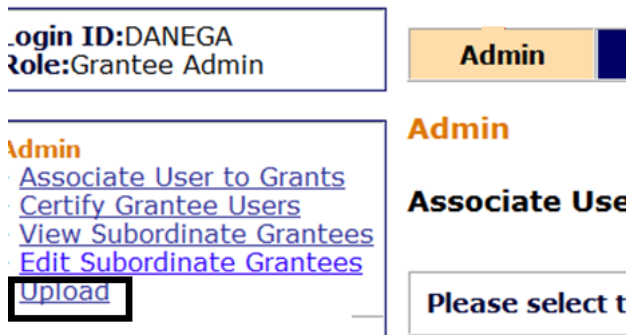 Login ID:DANEGA
Role:Grantee Admin
Admin
Associate User to Grants
Certify Grantee Users
View Subordinate Grantees
Edit Subordinate Grantees
Upload
Admin
Admin
Associate Use
Please select t